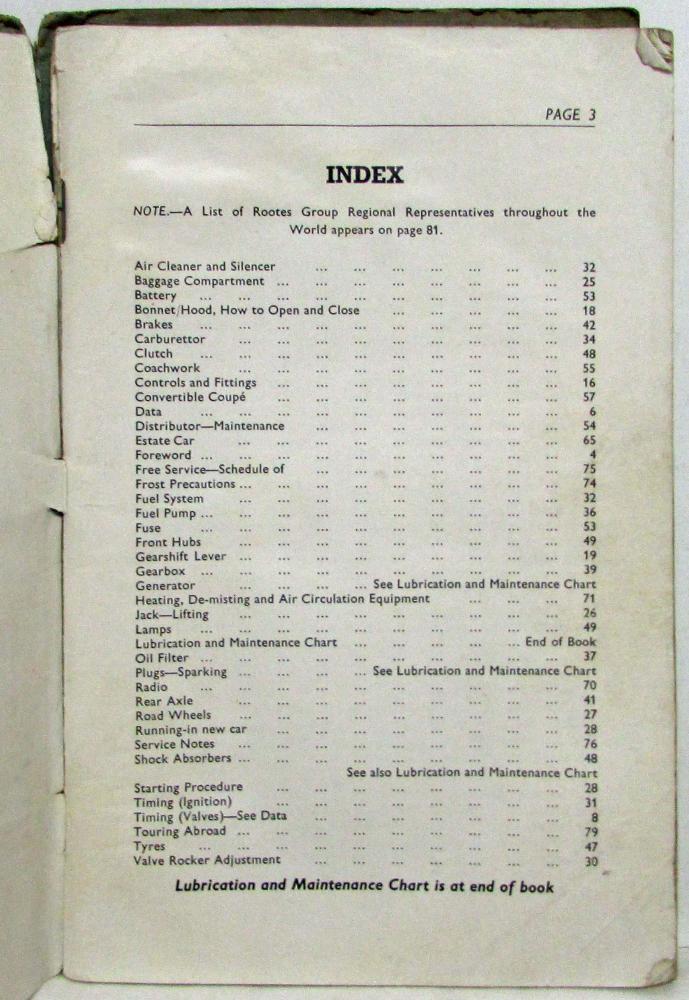 PAGE 3
INDEX
NOTE.—A List of Rootes Group Regional Representatives throughout the
World appears on page 81.
Air Cleaner and Silencer ... ... ... ... ... ... ... 32
Baggage Compartment ... ... ... ... ... ... ... ... 25
Battery ... ... ... ... ... ... ... ... ... ... 53
Bonnet/Hood, How to Open and Close ... ... ... ... ... 18
Brakes ... ... ... ... ... ... ... ... ... ... 42
Carburettor ... ... ... ... ... ... ... ... ... 34
Clutch ... ... ... ... ... ... ... ... ... ... 48
Coachwork ... ... ... ... ... ... ... ... ... 55
Controls and Fittings ... ... ... ... ... ... ... ... 16
Convertible Coupé ... ... ... ... ... ... ... ... 57
Data ... ... ... ... ... ... ... ... ... ... 6
Distributor—Maintenance ... ... ... ... ... ... ... 54
Estate Car ... ... ... ... ... ... ... ... ... 65
Foreword ... ... ... ... ... ... ... ... ... ... 4
Free Service—Schedule of ... ... ... ... ... ... ... 75
Frost Precautions ... ... ... ... ... ... ... ... ... 74
Fuel System ... ... ... ... ... ... ... ... ... 32
Fuel Pump ... ... ... ... ... ... ... ... ... ... 36
Fuse ... ... ... ... ... ... ... ... ... ... 53
Front Hubs ... ... ... ... ... ... ... ... ... 49
Gearshift Lever ... ... ... ... ... ... ... ... ... 19
Gearbox ... ... ... ... ... ... ... ... ... ... 39
Generator ... ... ... ... See Lubrication and Maintenance Chart
Heating, De-misting and Air Circulation Equipment ... ... ... 71
Jack—Lifting ... ... ... ... ... ... ... ... ... 26
Lamps ... ... ... ... ... ... ... ... ... ... 49
Lubrication and Maintenance Chart ... ... ... ... ... End of Book
Oil Filter ... ... ... ... ... ... ... ... ... ... 37
Plugs—Sparking ... ... ... ... See Lubrication and Maintenance Chart
Radio ... ... ... ... ... ... ... ... ... ... 70
Rear Axle ... ... ... ... ... ... ... ... ... 41
Road Wheels ... ... ... ... ... ... ... ... ... 27
Running-in new car ... ... ... ... ... ... ... ... 28
Service Notes ... ... ... ... ... ... ... ... ... 76
Shock Absorbers ... ... ... ... ... ... ... ... ... 48
See also Lubrication and Maintenance Chart
Starting Procedure ... ... ... ... ... ... ... ... 28
Timing (Ignition) ... ... ... ... ... ... ... ... 31
Timing (Valves)—See Data ... ... ... ... ... ... ... 8
Touring Abroad ... ... ... ... ... ... ... ... ... 79
Tyres ... ... ... ... ... ... ... ... ... ... 47
Valve Rocker Adjustment ... ... ... ... ... ... ... 30
Lubrication and Maintenance Chart is at end of book